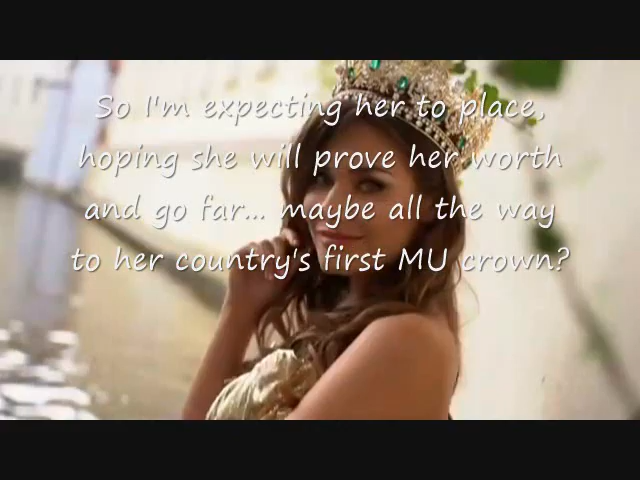 So I'm expecting her to place,
hoping she will prove her worth
and go far... maybe all the way
to her country's first MU crown?